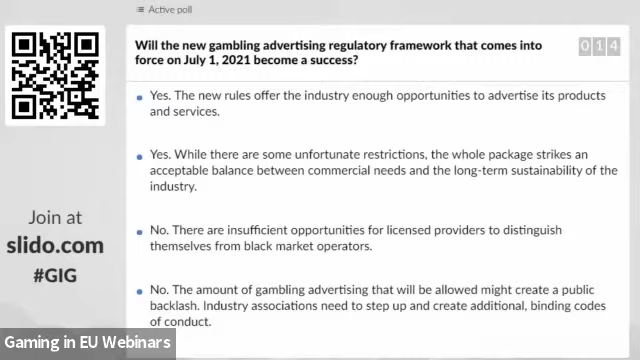 Active poll
Will the new gambling advertising regulatory framework that comes into
force on July 1, 2021 become a success?
014
Yes. The new rules offer the industry enough opportunities to advertise its products
and services.
Yes. While there are some unfortunate restrictions, the whole package strikes an
acceptable balance between commercial needs and the long-term sustainability of the
industry.
No. There are insufficient opportunities for licensed providers to distinguish
themselves from black market operators.
No. The amount of gambling advertising that will be allowed might create a public
backlash. Industry associations need to step up and create additional, binding codes
of conduct.
Join at
slido.com
#GIG
Gaming in EU Webinars